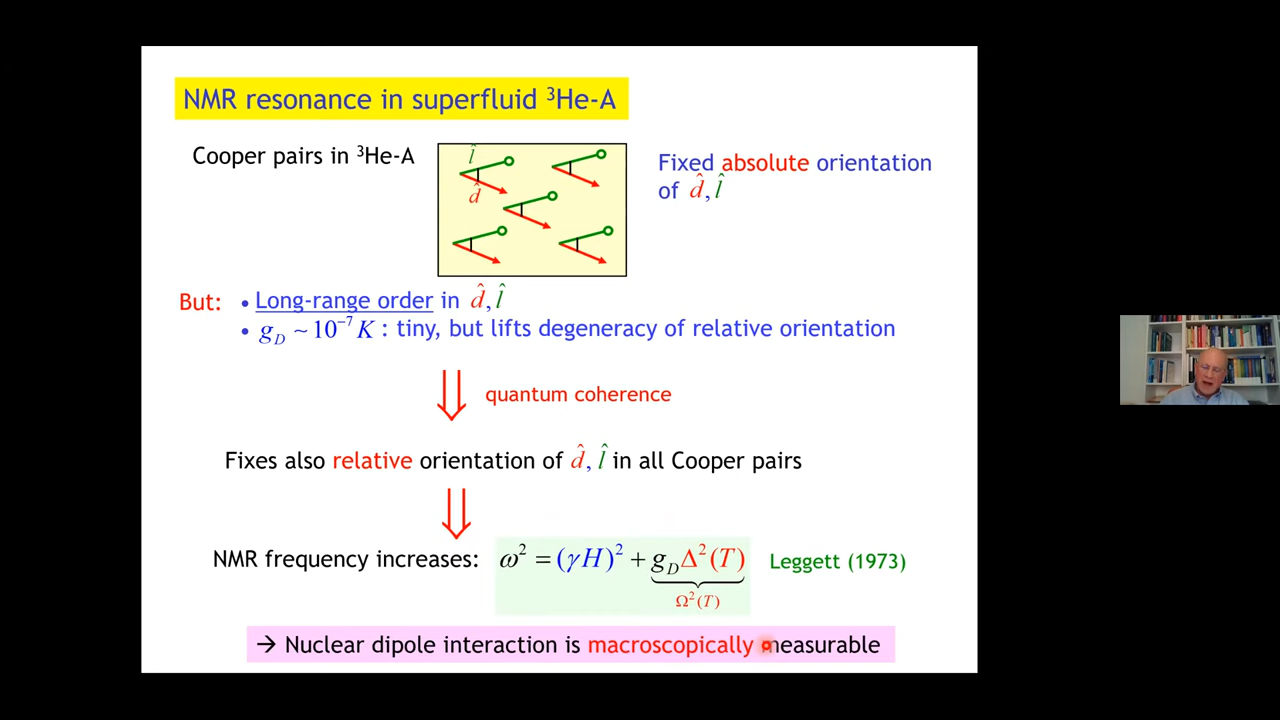 NMR resonance in superfluid ³He-A
Cooper pairs in ³He-A
l̂
d̂
Fixed absolute orientation
of d̂, l̂
But: • Long-range order in d̂, l̂
• g_D ~ 10⁻⁷ K : tiny, but lifts degeneracy of relative orientation
quantum coherence
Fixes also relative orientation of d̂, l̂ in all Cooper pairs
NMR frequency increases: ω² = (γH)² + g_D Δ²(T) Leggett (1973)
Ω²(T)
→ Nuclear dipole interaction is macroscopically measurable